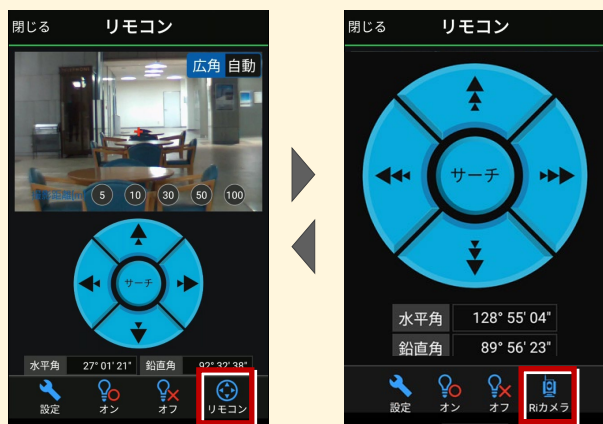 閉じる リモコン
広角 自動
5 10 30 50 100
サーチ
水平角 27° 01' 21" 鉛直角 92° 32' 38"
設定 オン オフ リモコン
閉じる リモコン
サーチ
水平角 128° 55' 04"
鉛直角 89° 56' 23"
設定 オン オフ Riカメラ